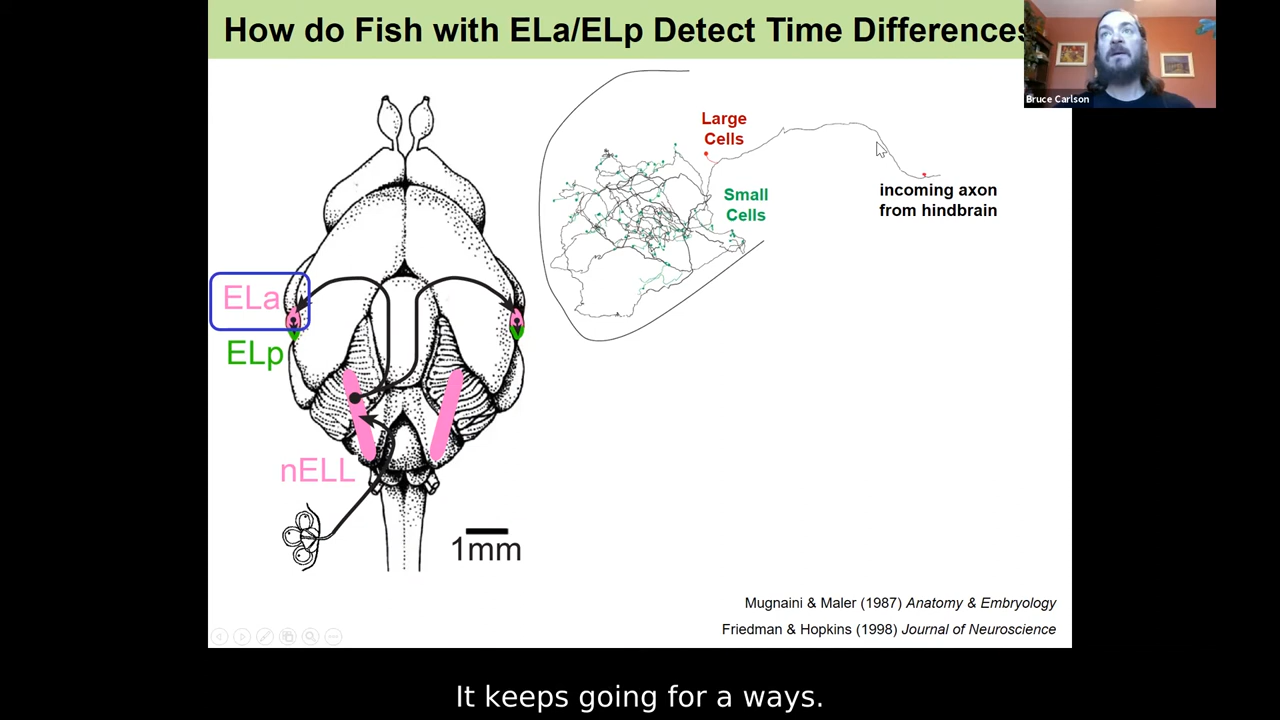 How do Fish with ELa/ELp Detect Time Differences
Bruce Carlson
Large
Cells
Small
Cells
incoming axon
from hindbrain
ELa
ELp
nELL
1mm
Mugnaini & Maler (1987) Anatomy & Embryology
Friedman & Hopkins (1998) Journal of Neuroscience
It keeps going for a ways.